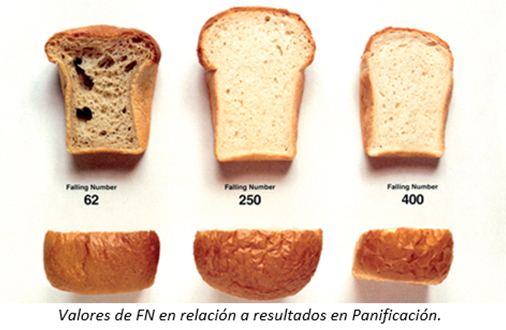 Falling Number
62
Falling Number
250
Falling Number
400
Valores de FN en relación a resultados en Panificación.